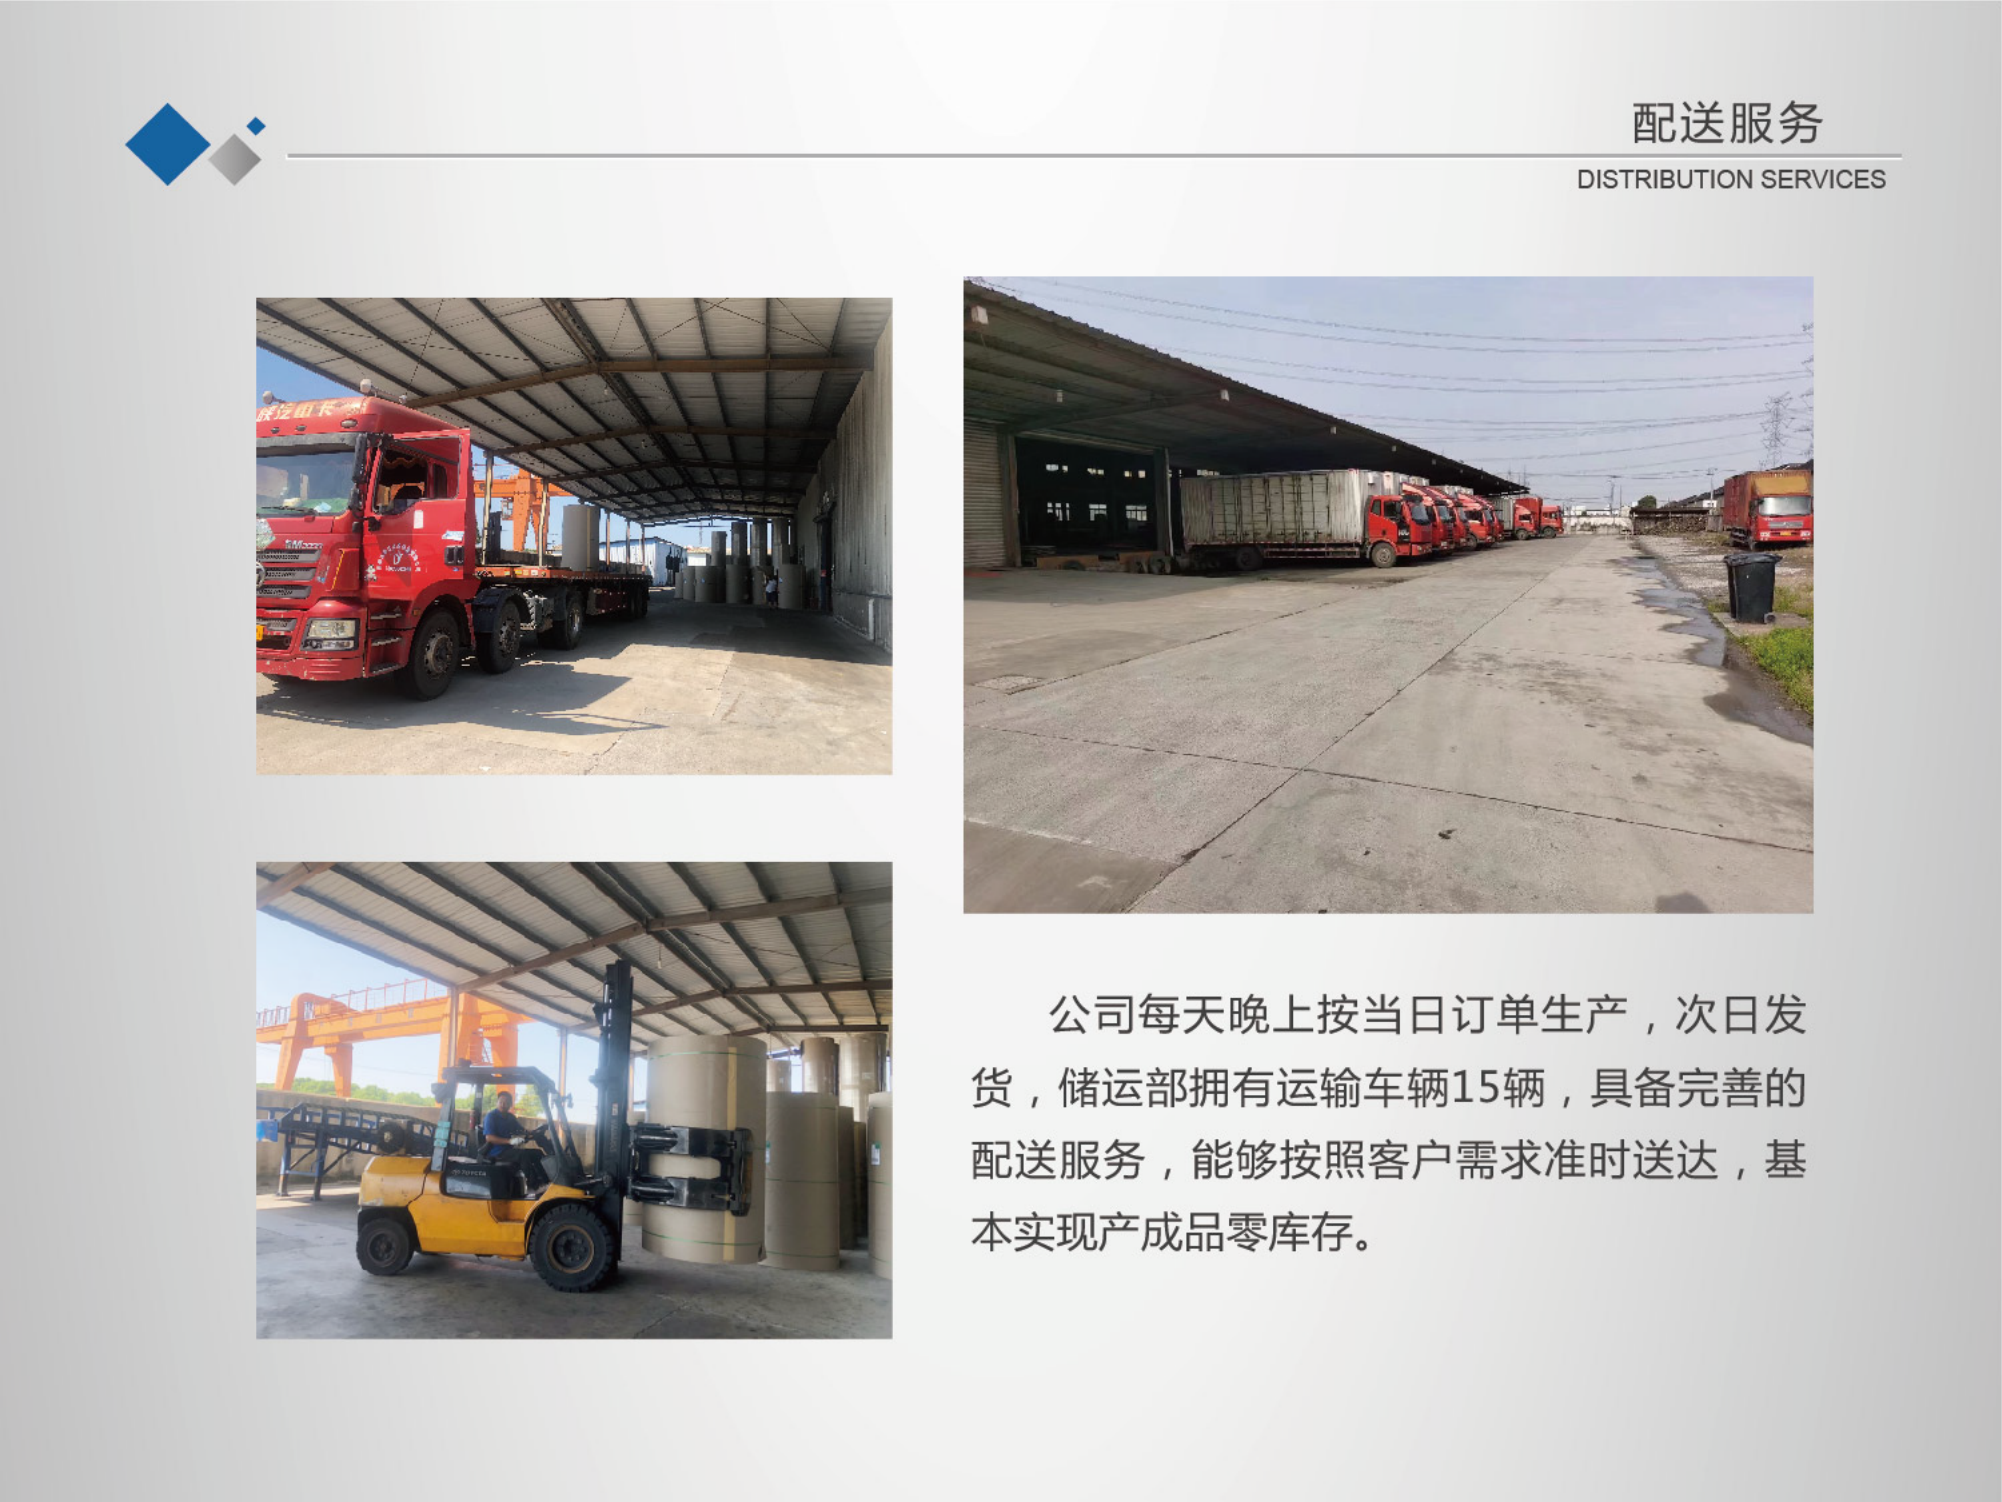 配送服务
DISTRIBUTION SERVICES
公司每天晚上按当日订单生产，次日发
货，储运部拥有运输车辆15辆，具备完善的
配送服务，能够按照客户需求准时送达，基
本实现产成品零库存。